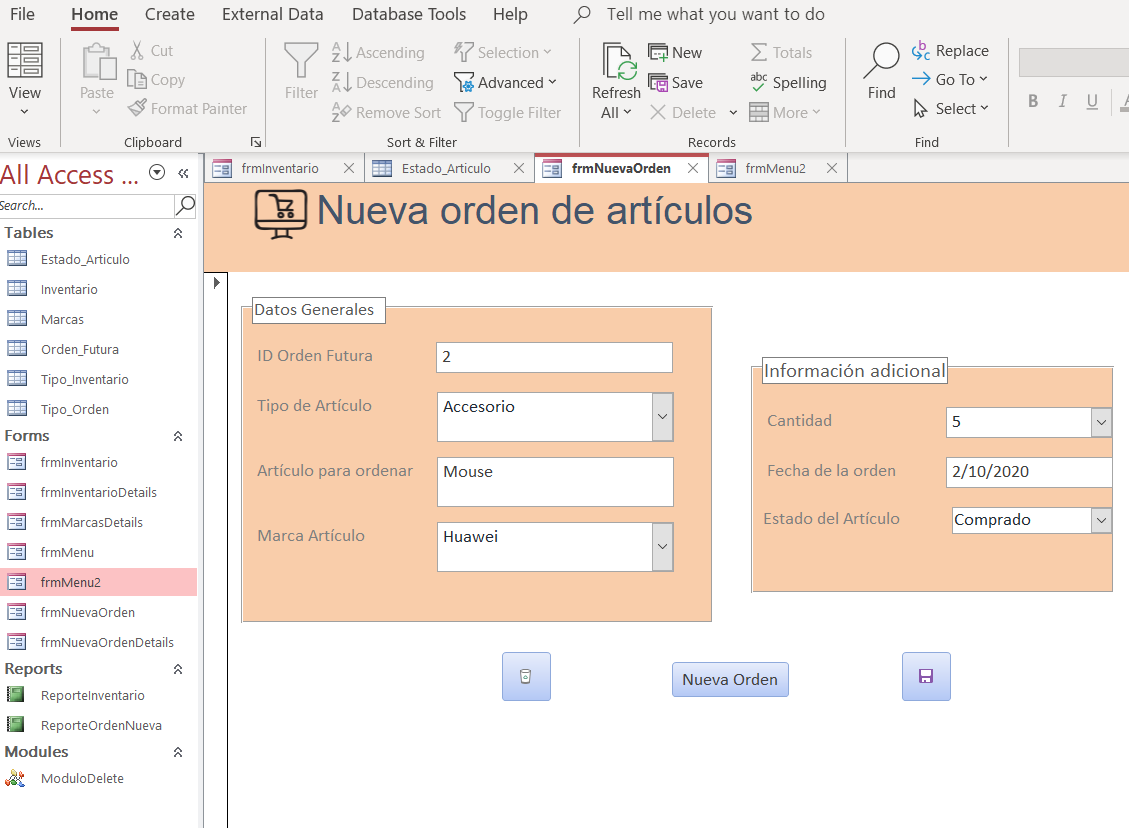 File Home Create External Data Database Tools Help Tell me what you want to do
View
Views
Paste
Cut
Copy
Format Painter
Clipboard
Filter
Ascending
Descending
Remove Sort
Selection
Advanced
Toggle Filter
Sort & Filter
Refresh
All
New
Save
Delete
Totals
abc Spelling
More
Records
Find
Replace
Go To
Select
Find
B I U
All Access ...
Search...
Tables
Estado_Articulo
Inventario
Marcas
Orden_Futura
Tipo_Inventario
Tipo_Orden
Forms
frmInventario
frmInventarioDetails
frmMarcasDetails
frmMenu
frmMenu2
frmNuevaOrden
frmNuevaOrdenDetails
Reports
ReporteInventario
ReporteOrdenNueva
Modules
ModuloDelete
frmInventario Estado_Articulo frmNuevaOrden frmMenu2
Nueva orden de artículos
Datos Generales
ID Orden Futura 2
Tipo de Artículo Accesorio
Artículo para ordenar Mouse
Marca Artículo Huawei
Información adicional
Cantidad 5
Fecha de la orden 2/10/2020
Estado del Artículo Comprado
Nueva Orden